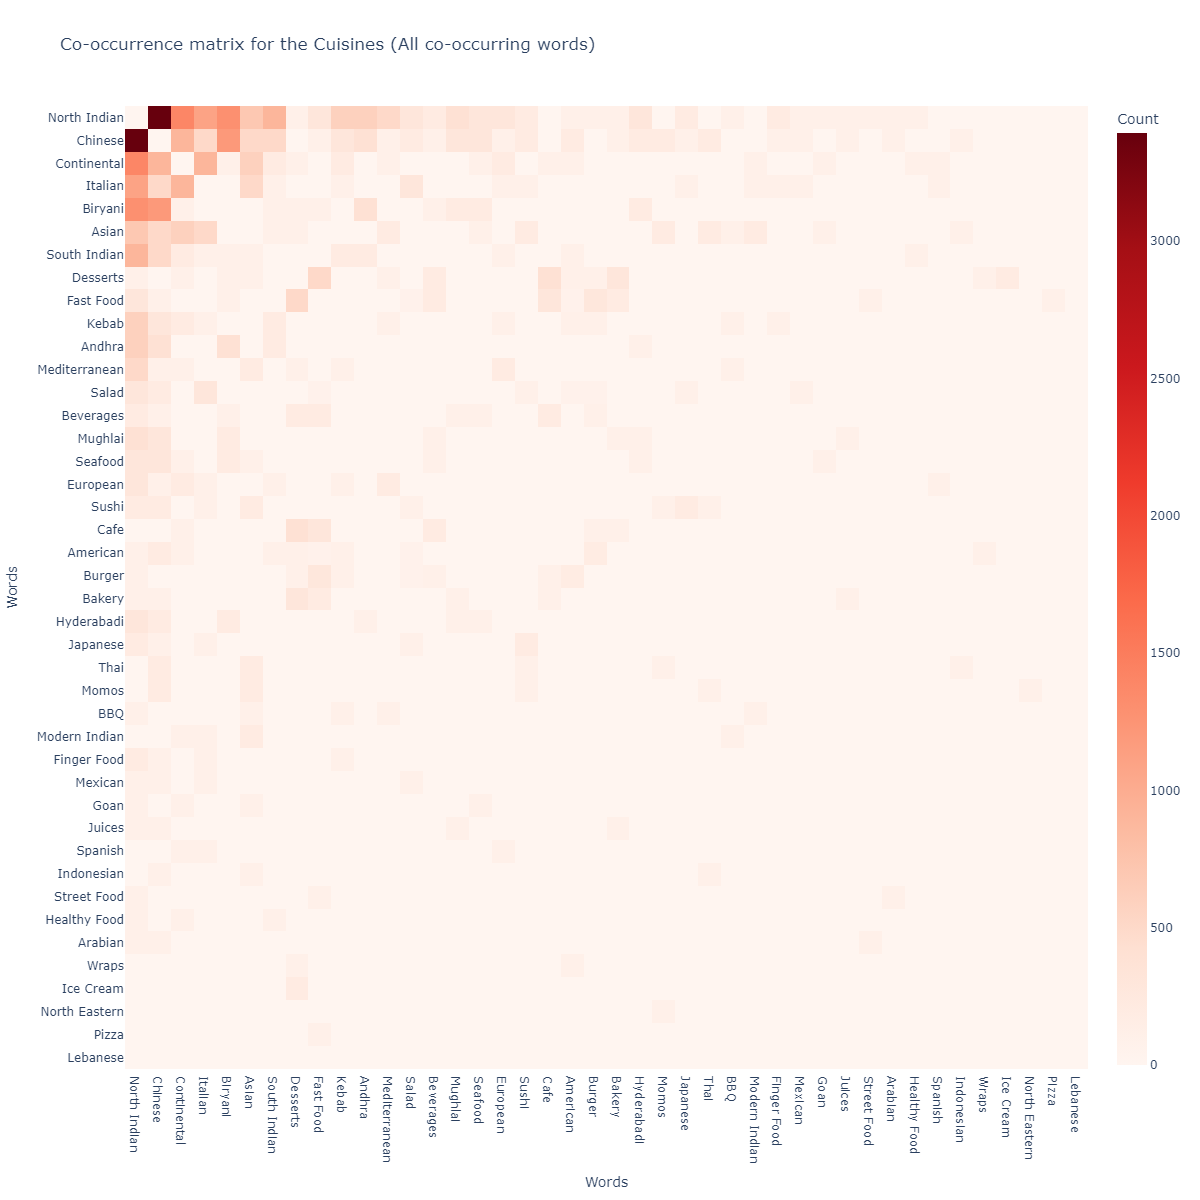 Co-occurrence matrix for the Cuisines (All co-occurring words)
Count
North Indian
Chinese
Continental
Italian
Biryani
Asian
South Indian
Desserts
Fast Food
Kebab
Andhra
Mediterranean
Salad
Beverages
Mughlai
Seafood
European
Sushi
Cafe
American
Burger
Bakery
Hyderabadi
Japanese
Thai
Momos
BBQ
Modern Indian
Finger Food
Mexican
Goan
Juices
Spanish
Indonesian
Street Food
Healthy Food
Arabian
Wraps
Ice Cream
North Eastern
Pizza
Lebanese
Words
3000
2500
2000
1500
1000
500
0
North Indian
Chinese
Continental
Italian
Biryani
Asian
South Indian
Desserts
Fast Food
Kebab
Andhra
Mediterranean
Salad
Beverages
Mughlai
Seafood
European
Sushi
Cafe
American
Burger
Bakery
Hyderabadi
Momos
Japanese
Thai
BBQ
Modern Indian
Finger Food
Mexican
Goan
Juices
Street Food
Arabian
Healthy Food
Spanish
Indonesian
Wraps
Ice Cream
North Eastern
Pizza
Lebanese
Words